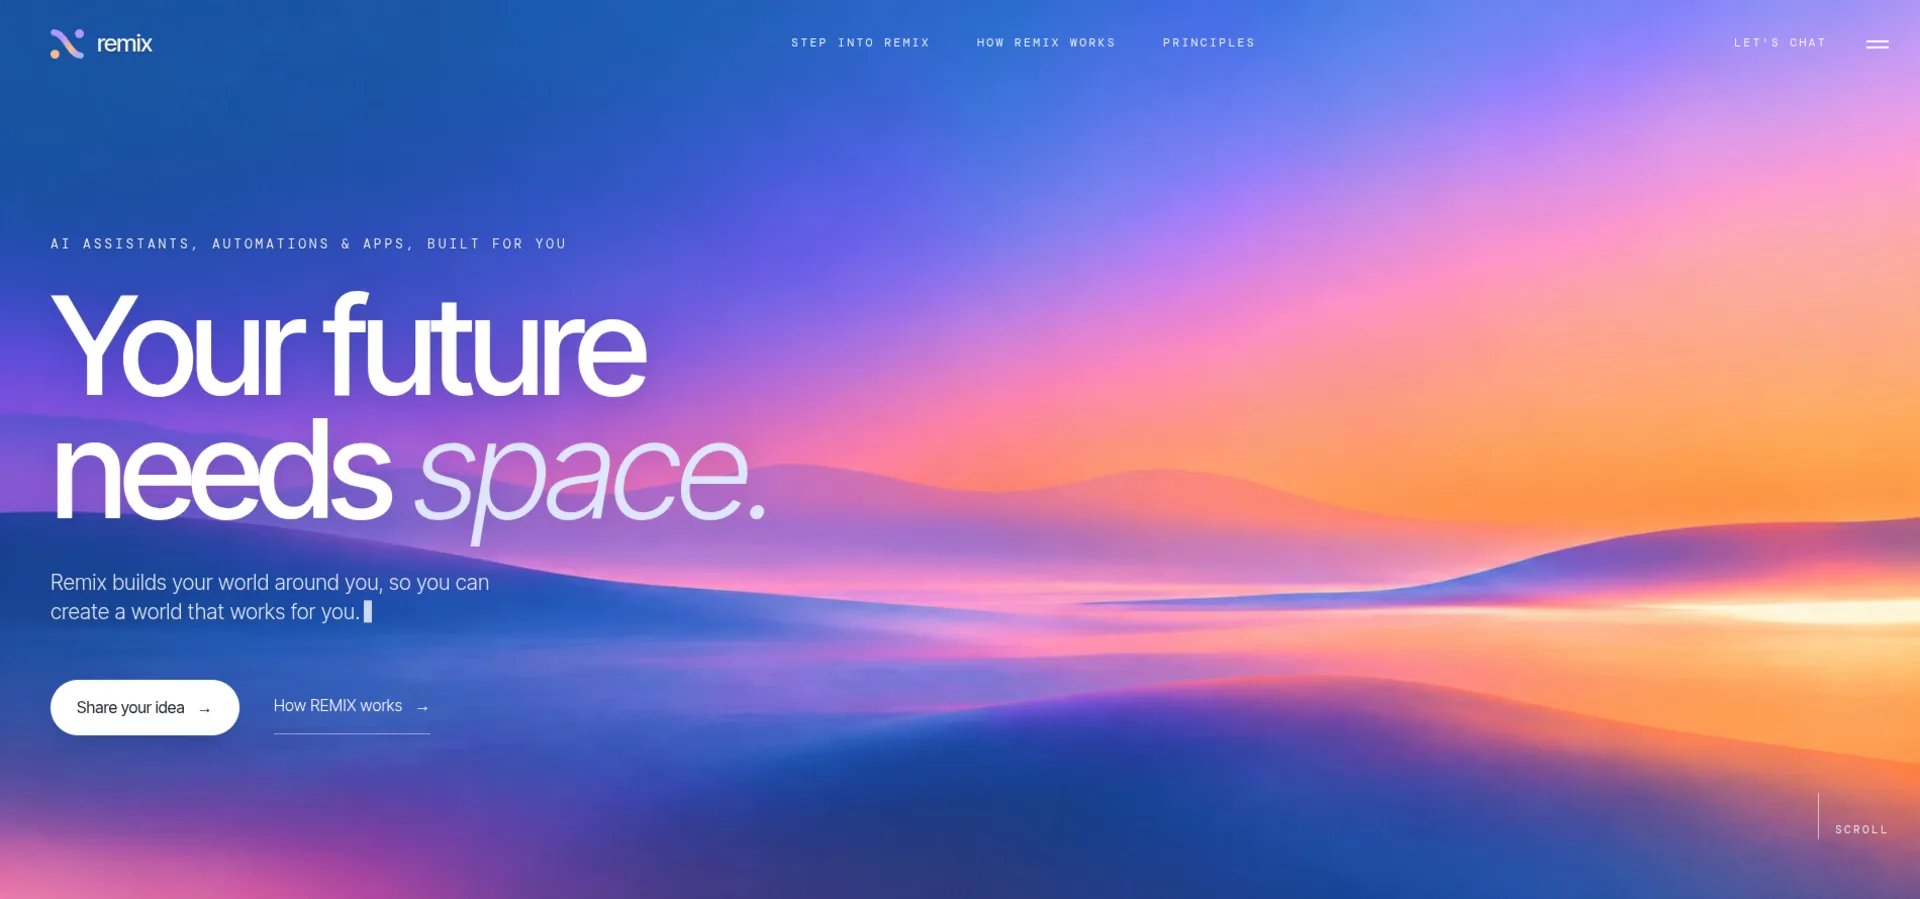 remix
STEP INTO REMIX
HOW REMIX WORKS
PRINCIPLES
LET'S CHAT
AI ASSISTANTS, AUTOMATIONS & APPS, BUILT FOR YOU
Your future
needs space.
Remix builds your world around you, so you can
create a world that works for you.
Share your idea →
How REMIX works →
SCROLL